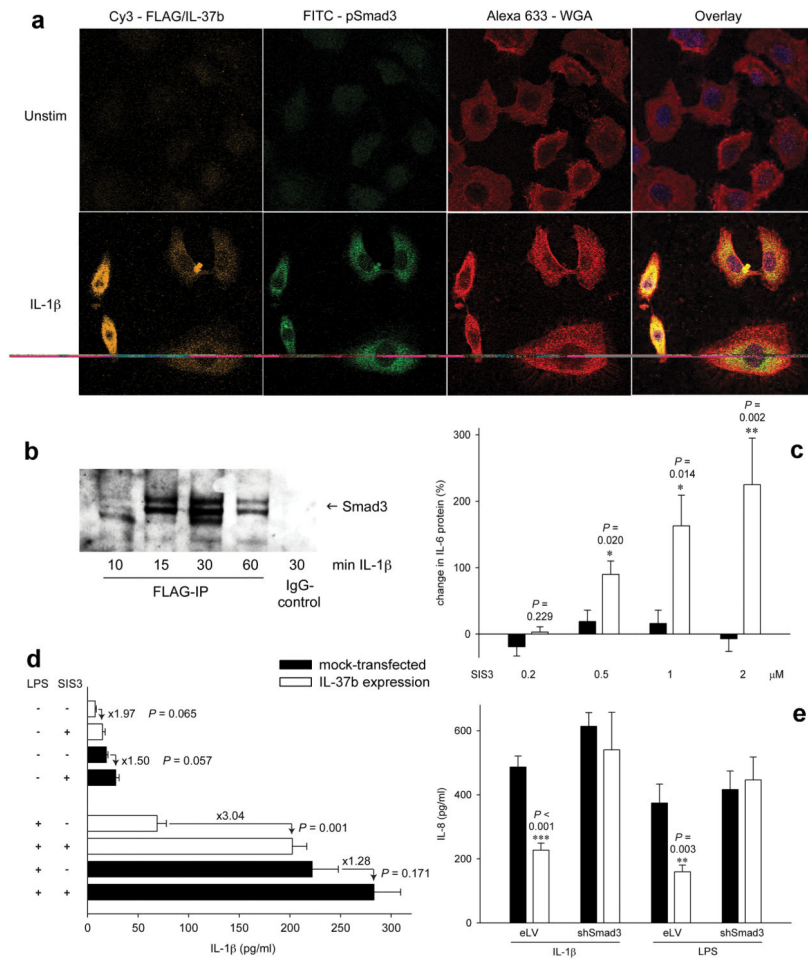 a
Cy3 - FLAG/IL-37b
FITC - pSmad3
Alexa 633 - WGA
Overlay
Unstim
IL-1β
b
← Smad3
10 15 30 60 30 min IL-1β
FLAG-IP
IgG-control
c
change in IL-6 protein (%)
300
200
100
0
P = 0.229
P = 0.020
*
P = 0.014
*
P = 0.002
**
SIS3 0.2 0.5 1 2 μM
mock-transfected
IL-37b expression
d
LPS SIS3
- -
- +
- -
- +
+ -
+ +
+ -
+ +
x1.97 P = 0.065
x1.50 P = 0.057
x3.04
P = 0.001
x1.28
P = 0.171
0 50 100 150 200 250 300
IL-1β (pg/ml)
e
IL-8 (pg/ml)
600
400
200
0
P < 0.001
***
P = 0.003
**
eLV shSmad3 eLV shSmad3
IL-1β LPS